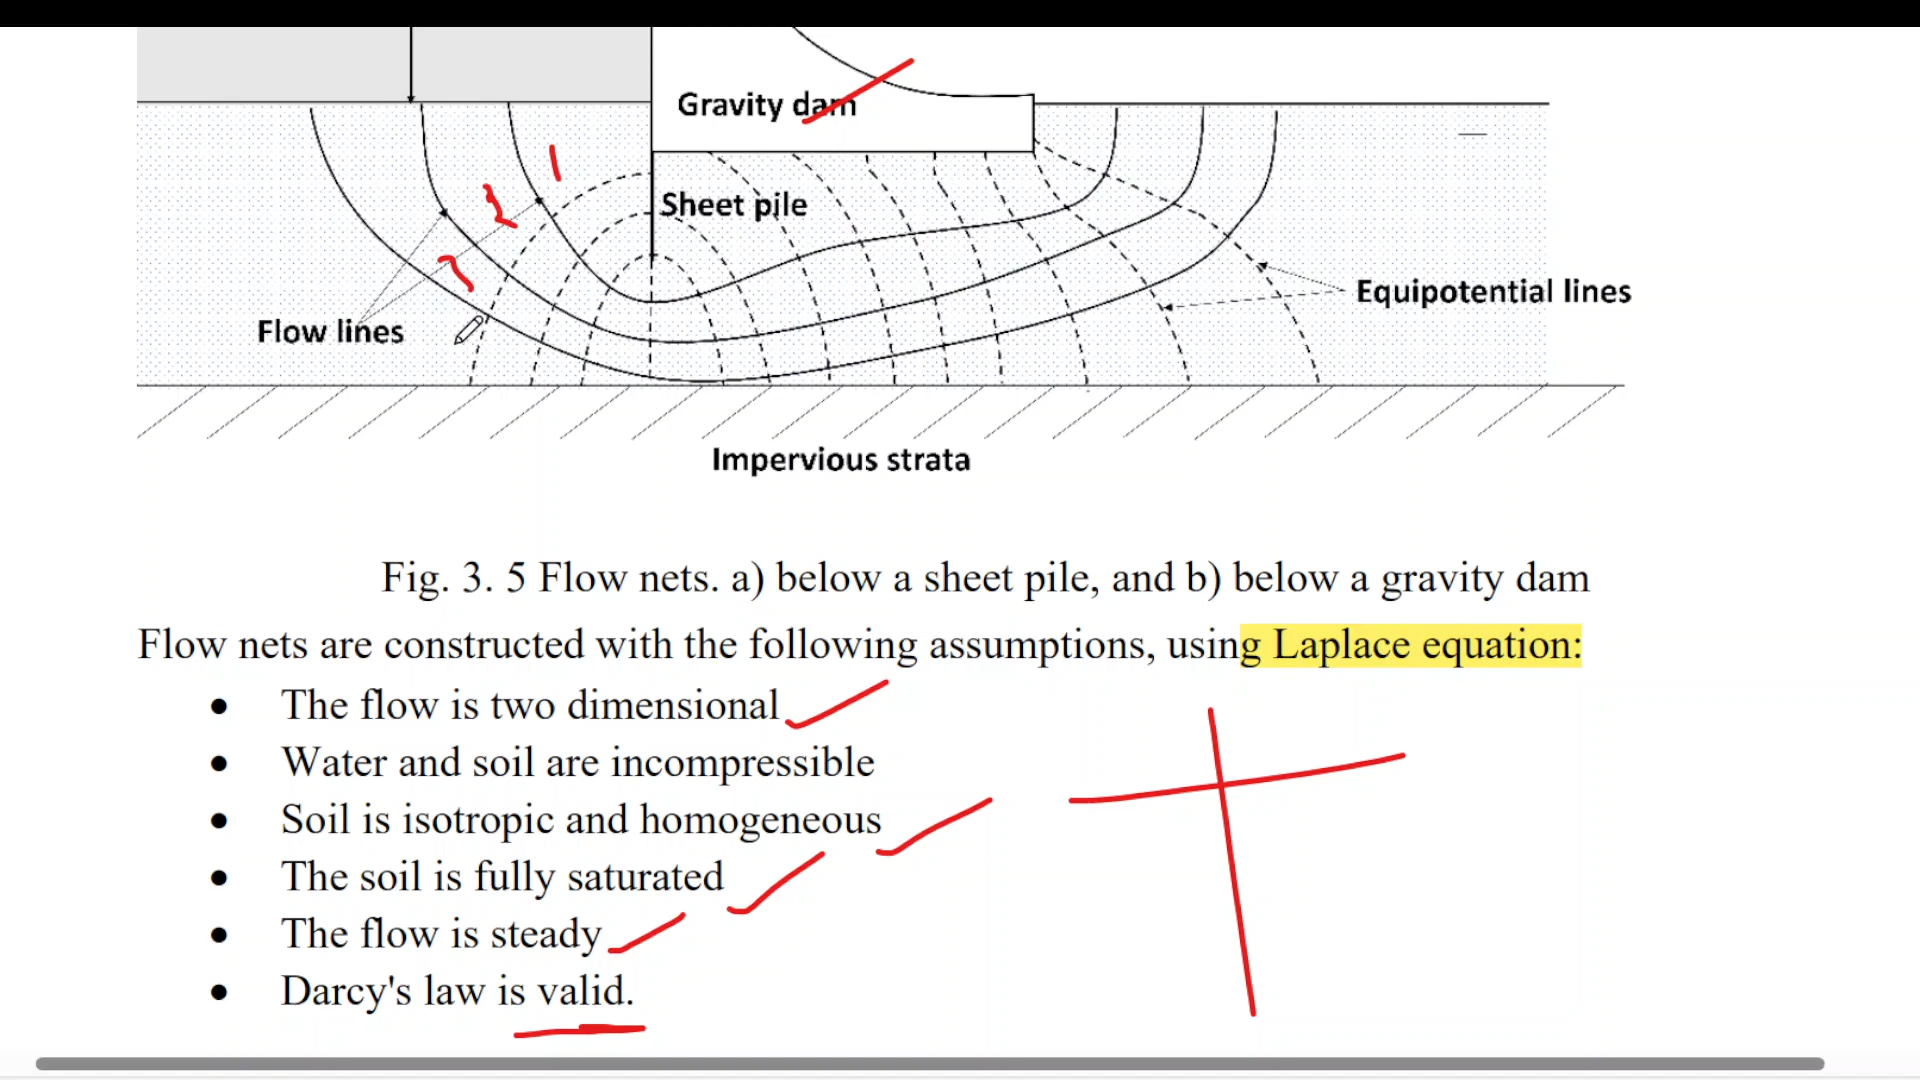 Gravity dam
Sheet pile
Equipotential lines
Flow lines
Impervious strata
Fig. 3. 5 Flow nets. a) below a sheet pile, and b) below a gravity dam
Flow nets are constructed with the following assumptions, using Laplace equation:
• The flow is two dimensional
• Water and soil are incompressible
• Soil is isotropic and homogeneous
• The soil is fully saturated
• The flow is steady
• Darcy's law is valid.